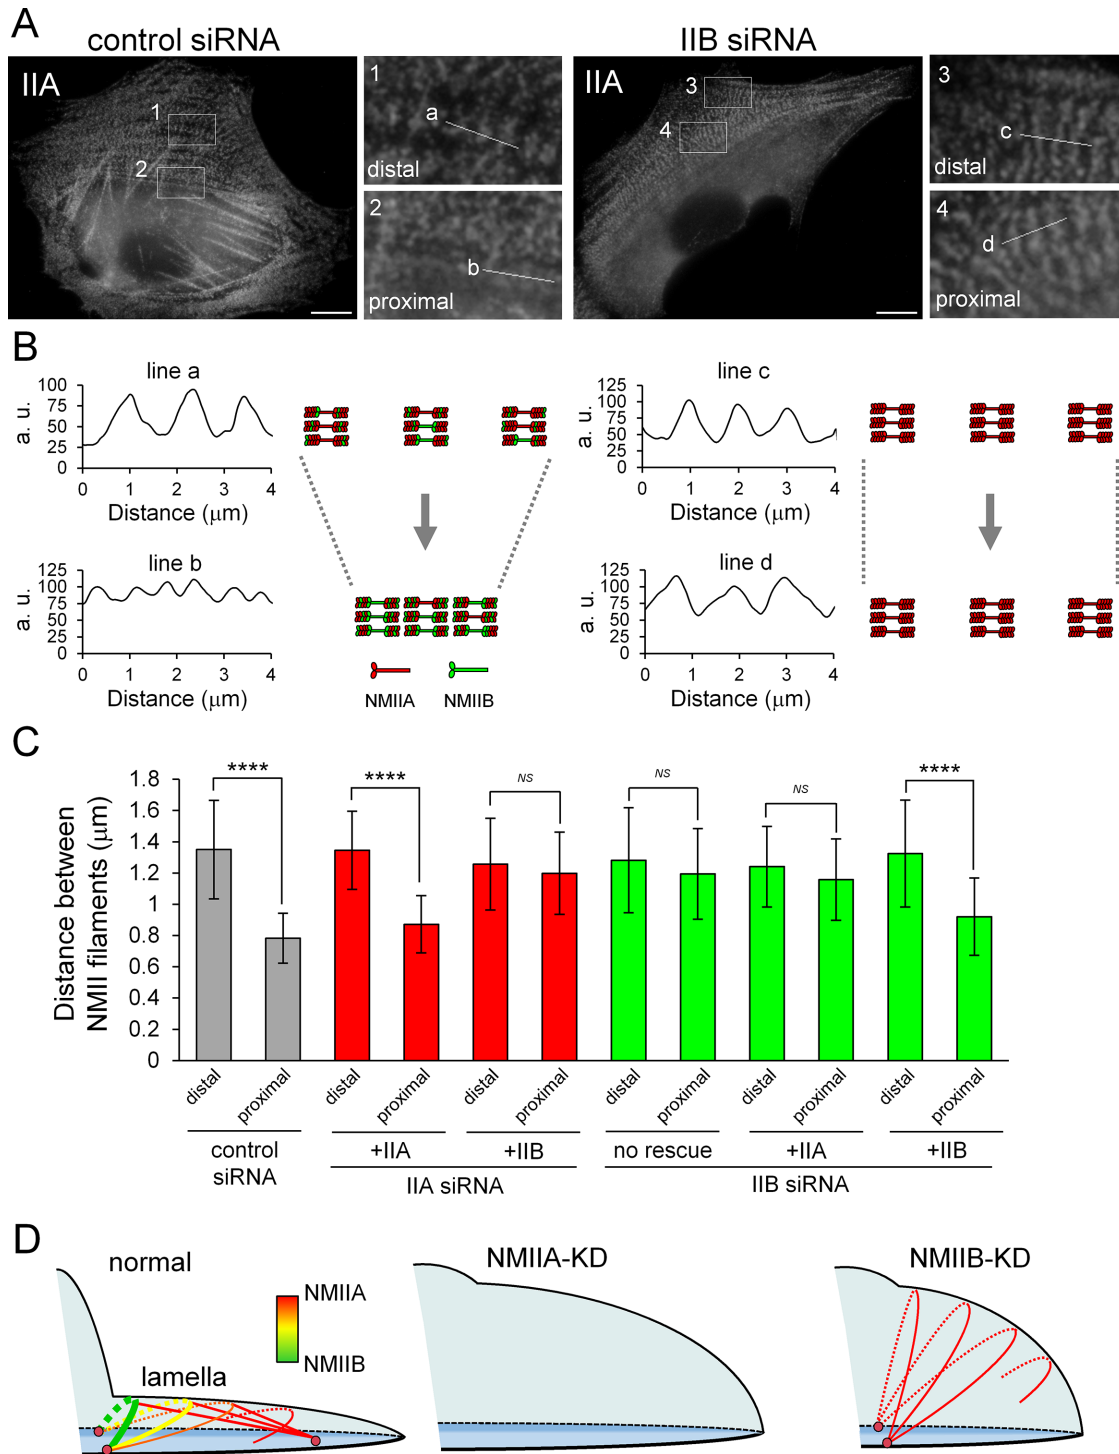 A
control siRNA
IIB siRNA
IIA
1
2
1
a
distal
2
b
proximal
IIA
3
4
3
c
distal
4
d
proximal
B
line a
a. u.
100
75
50
25
0
0 1 2 3 4
Distance (μm)
line b
a. u.
125
100
75
50
25
0
0 1 2 3 4
Distance (μm)
NMIIA NMIIB
line c
a. u.
125
100
75
50
25
0
0 1 2 3 4
Distance (μm)
line d
a. u.
125
100
75
50
25
0
0 1 2 3 4
Distance (μm)
C
Distance between
NMII filaments (μm)
1.8
1.6
1.4
1.2
1
0.8
0.6
0.4
0.2
0
**** **** NS NS NS ****
distal proximal distal proximal distal proximal distal proximal distal proximal distal proximal
control
siRNA
+IIA +IIB no rescue +IIA +IIB
IIA siRNA IIB siRNA
D
normal
NMIIA
NMIIB
lamella
NMIIA-KD
NMIIB-KD